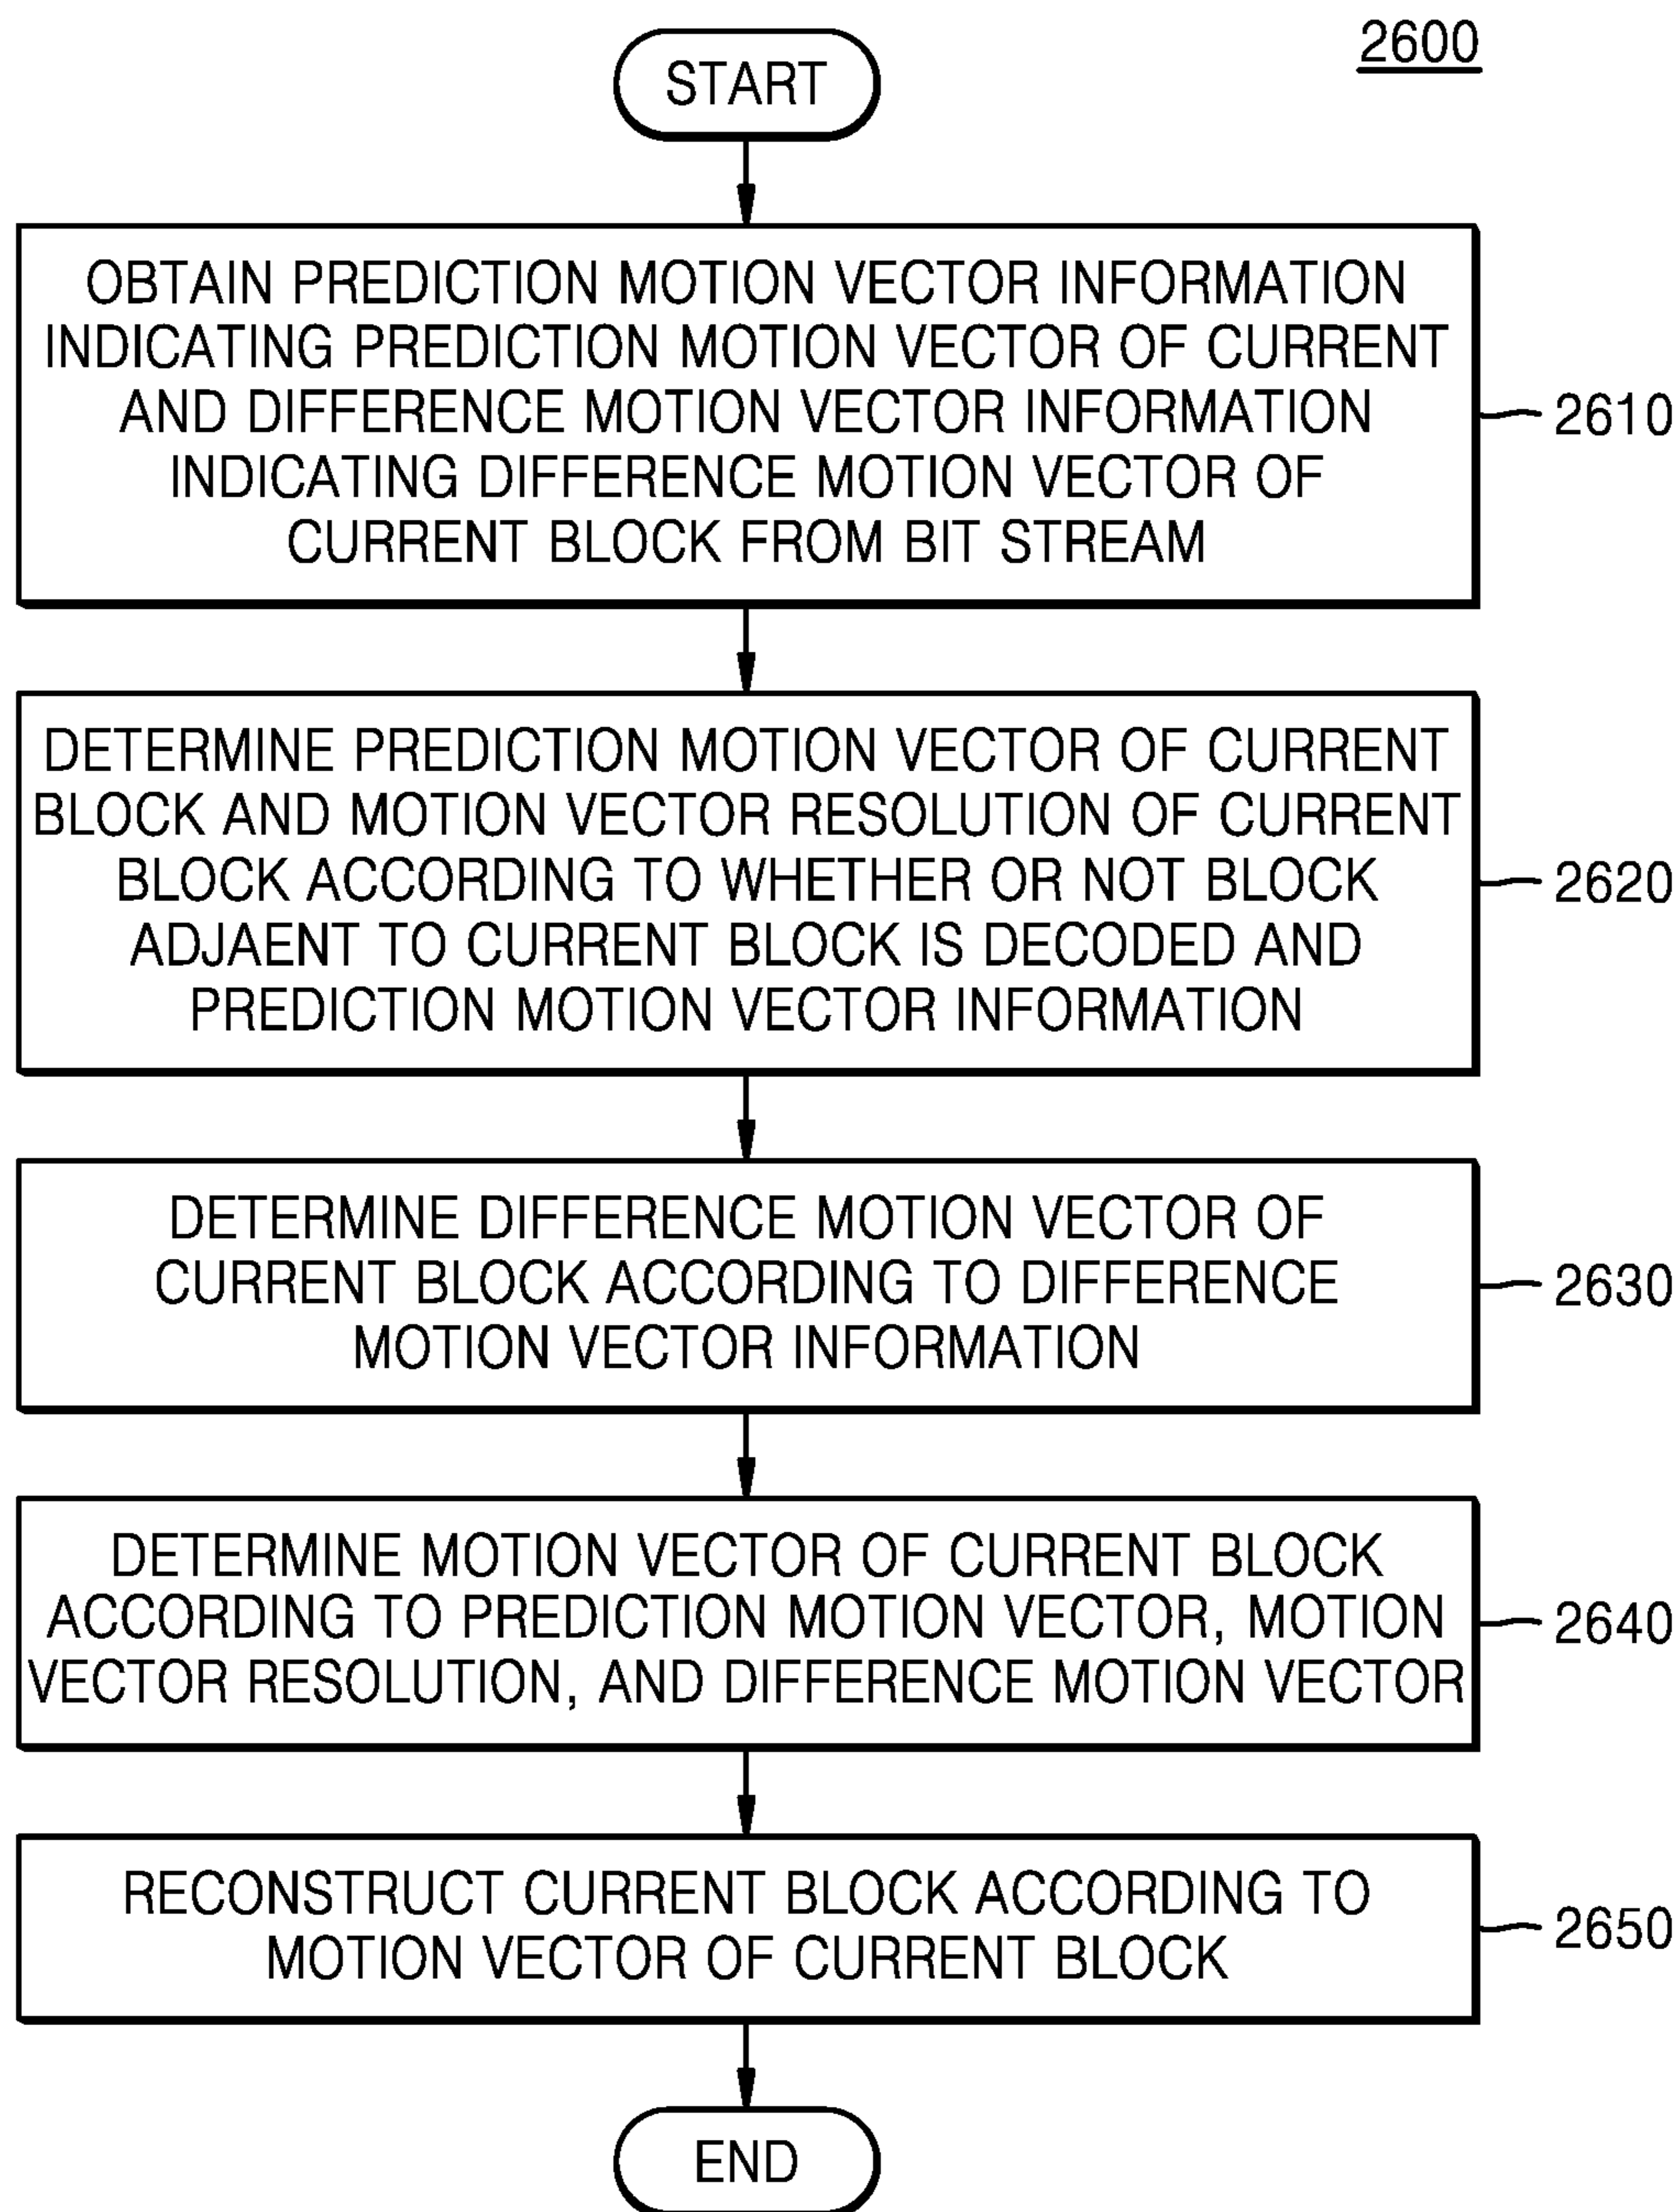 2600
START
OBTAIN PREDICTION MOTION VECTOR INFORMATION
INDICATING PREDICTION MOTION VECTOR OF CURRENT
AND DIFFERENCE MOTION VECTOR INFORMATION
INDICATING DIFFERENCE MOTION VECTOR OF
CURRENT BLOCK FROM BIT STREAM
2610
DETERMINE PREDICTION MOTION VECTOR OF CURRENT
BLOCK AND MOTION VECTOR RESOLUTION OF CURRENT
BLOCK ACCORDING TO WHETHER OR NOT BLOCK
ADJAENT TO CURRENT BLOCK IS DECODED AND
PREDICTION MOTION VECTOR INFORMATION
2620
DETERMINE DIFFERENCE MOTION VECTOR OF
CURRENT BLOCK ACCORDING TO DIFFERENCE
MOTION VECTOR INFORMATION
2630
DETERMINE MOTION VECTOR OF CURRENT BLOCK
ACCORDING TO PREDICTION MOTION VECTOR, MOTION
VECTOR RESOLUTION, AND DIFFERENCE MOTION VECTOR
2640
RECONSTRUCT CURRENT BLOCK ACCORDING TO
MOTION VECTOR OF CURRENT BLOCK
2650
END